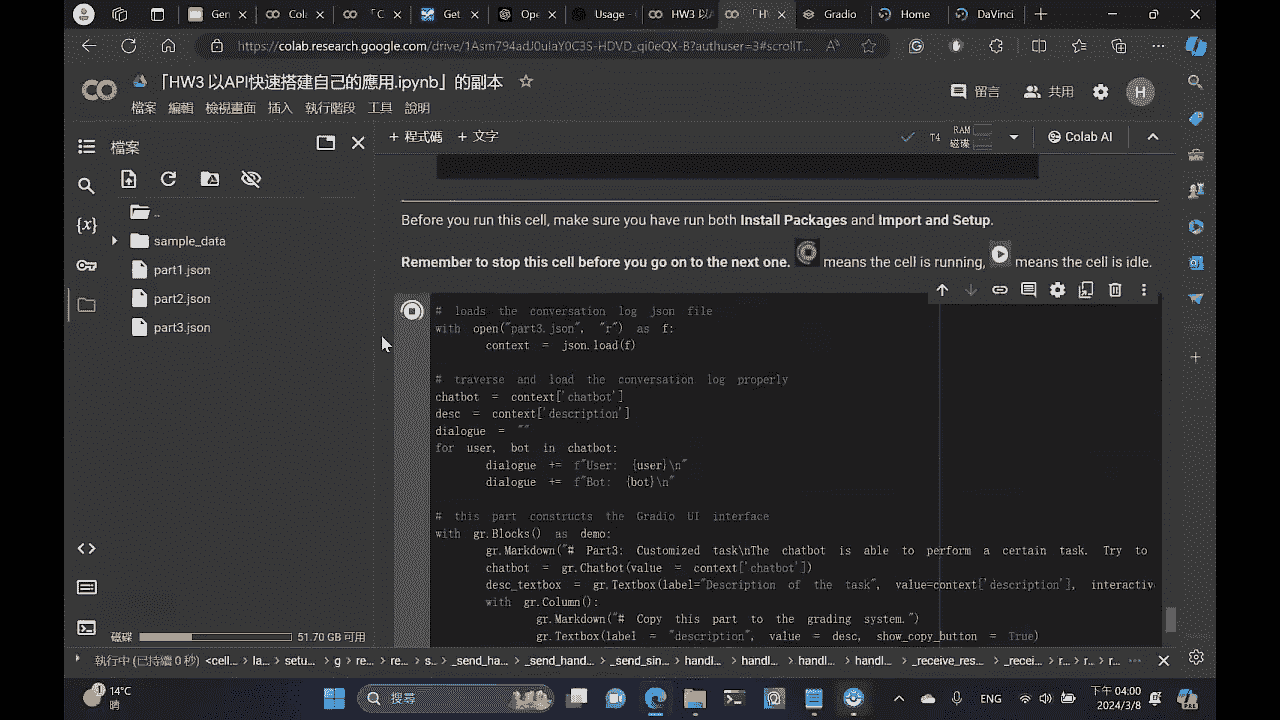 Ger
Cola
"C
Get
Ope
Usage -
HW3 以A
「HW
Gradio
Home
DaVinci
https://colab.research.google.com/drive/1Asm794adJ0ulaY0C3S-HDVD_qi0eQX-B?authuser=3#scrollT...
「HW3 以API快速搭建自己的應用.ipynb」的副本
留言
共用
H
檔案 編輯 檢視畫面 插入 執行階段 工具 說明
檔案
+ 程式碼 + 文字
T4
RAM
磁碟
Colab AI
..
sample_data
part1.json
part2.json
part3.json
Before you run this cell, make sure you have run both Install Packages and Import and Setup.
Remember to stop this cell before you go on to the next one. means the cell is running, means the cell is idle.
# loads the conversation log json file
with open("part3.json", "r") as f:
context = json.load(f)
# traverse and load the conversation log properly
chatbot = context['chatbot']
desc = context['description']
dialogue = ""
for user, bot in chatbot:
dialogue += f"User: {user}\n"
dialogue += f"Bot: {bot}\n"
# this part constructs the Gradio UI interface
with gr.Blocks() as demo:
gr.Markdown("# Part3: Customized task\nThe chatbot is able to perform a certain task. Try to
chatbot = gr.Chatbot(value = context['chatbot'])
desc_textbox = gr.Textbox(label="Description of the task", value=context['description'], interactive
with gr.Column():
gr.Markdown("# Copy this part to the grading system.")
gr.Textbox(label = "description", value = desc, show_copy_button = True)
磁碟 51.70 GB 可用
執行中 (已持續 0 秒) <cell... > la... > setu... > g > re... > re... > s... > _send_ha... > _send_hand... > _send_sin... > handl... > handl... > handl... > handl... > _receive_res... > _recei... > r... > r... > r... ...
14°C
陰
搜尋
ENG
下午 04:00
2024/3/8